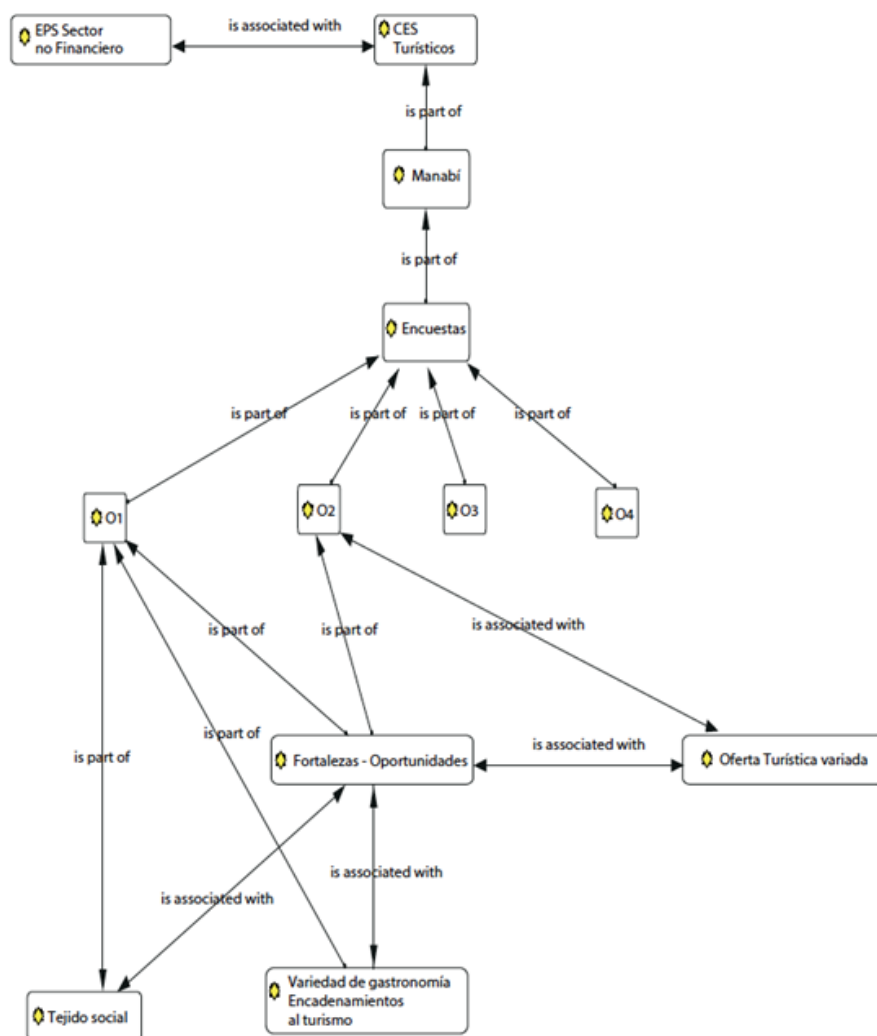 EPS Sector
no Financiero
is associated with
CES
Turísticos
is part of
Manabí
is part of
Encuestas
is part of
is part of
is part of
is part of
O1
O2
O3
O4
is part of
is part of
is associated with
is part of
is part of
Fortalezas - Oportunidades
is associated with
Oferta Turística variada
is associated with
is associated with
Variedad de gastronomía
Encadenamientos
al turismo
Tejido social